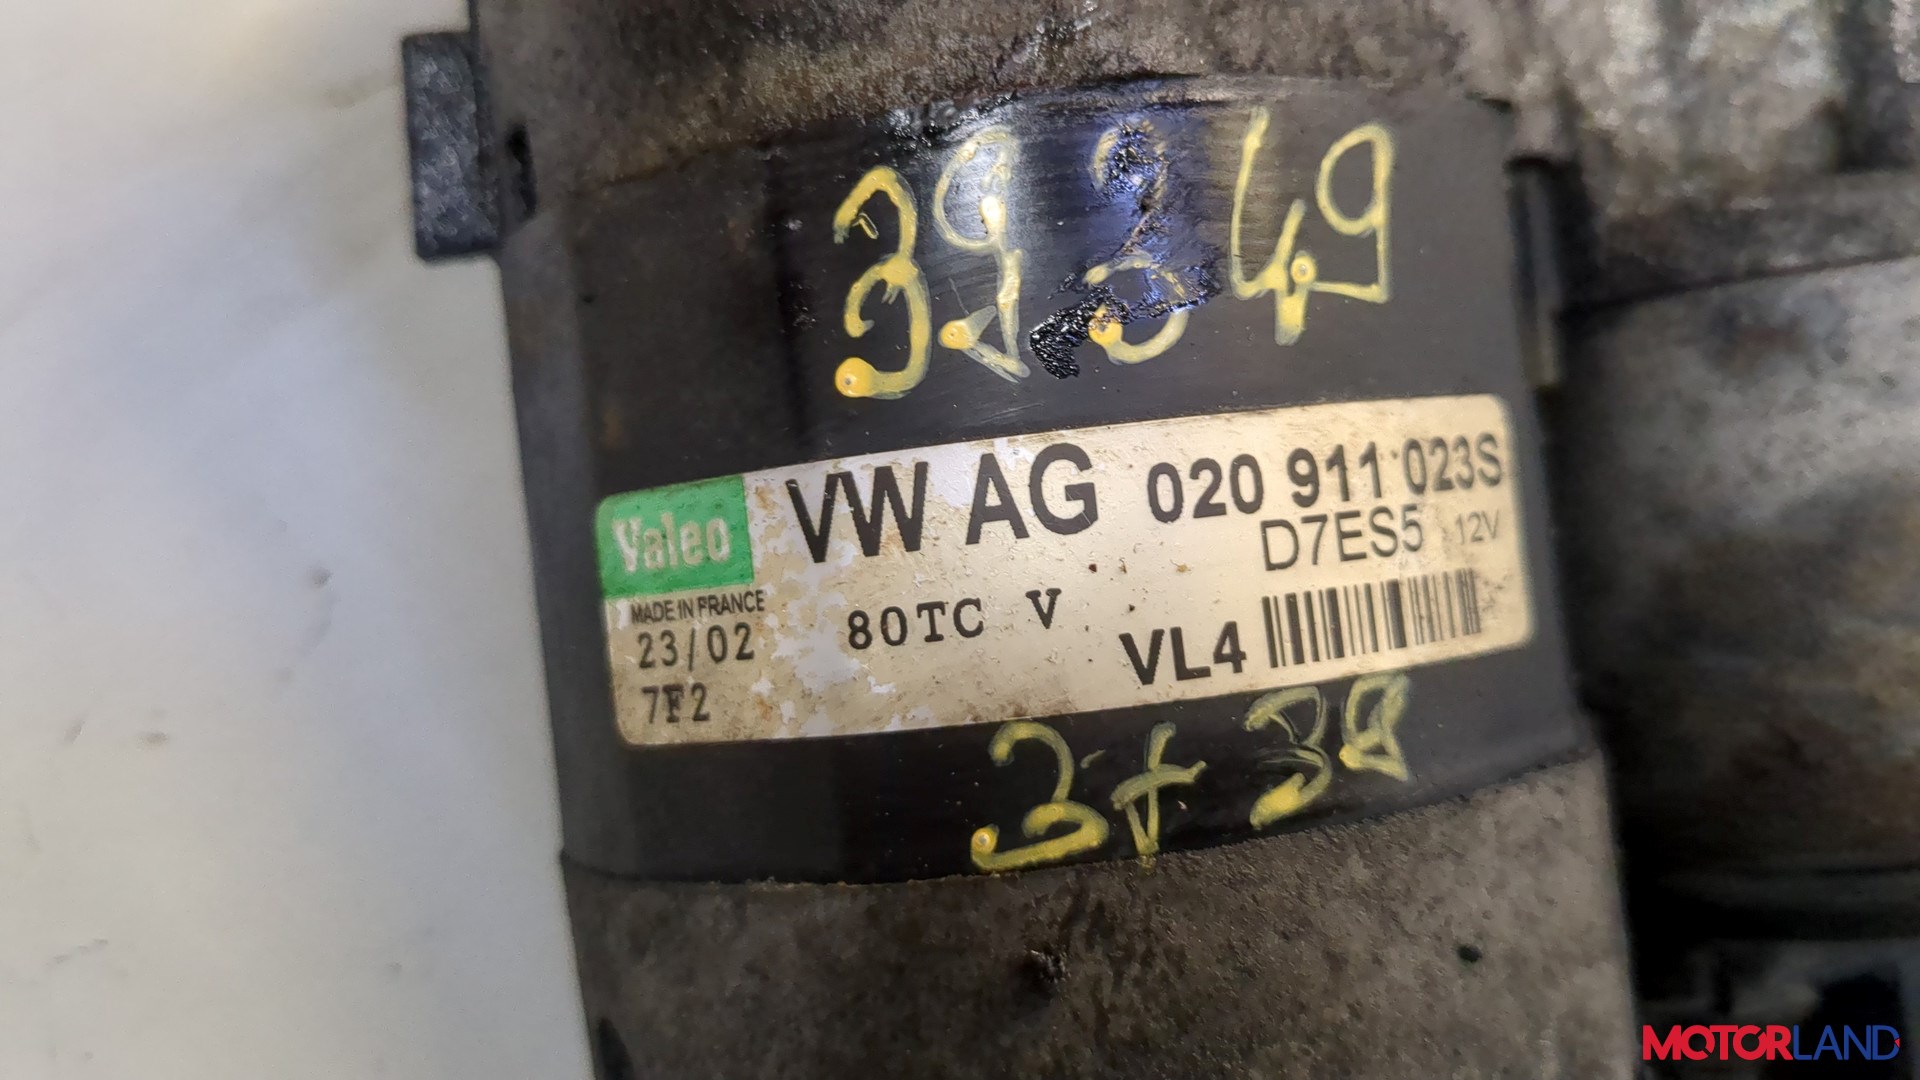 39349
Valeo VW AG 020 911 023S
D7ES5 12V
MADE IN FRANCE
23/02 80TC V
VL4
7F2
MOTORLAND